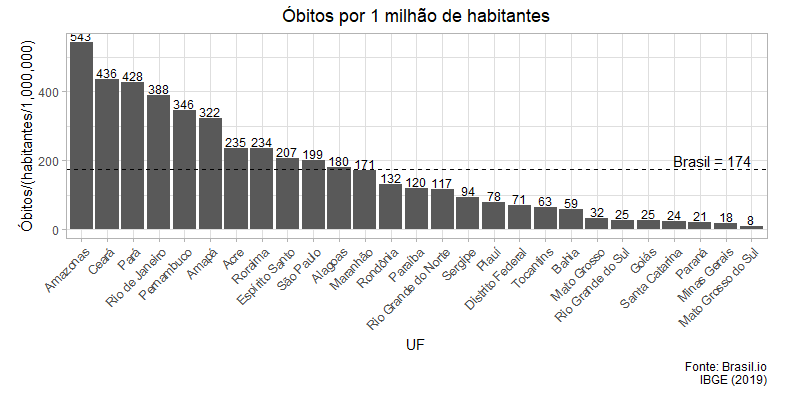 Óbitos por 1 milhão de habitantes
Óbitos/(habitantes/1,000,000)
400
200
0
543
436
428
388
346
322
235
234
207
199
180
171
132
120
117
94
78
71
63
59
32
25
25
24
21
18
8
Brasil = 174
Amazonas
Ceará
Pará
Rio de Janeiro
Pernambuco
Amapá
Acre
Roraima
Espírito Santo
São Paulo
Alagoas
Maranhão
Rondônia
Paraíba
Rio Grande do Norte
Sergipe
Piauí
Distrito Federal
Tocantins
Bahia
Mato Grosso
Rio Grande do Sul
Goiás
Santa Catarina
Paraná
Minas Gerais
Mato Grosso do Sul
UF
Fonte: Brasil.io
IBGE (2019)